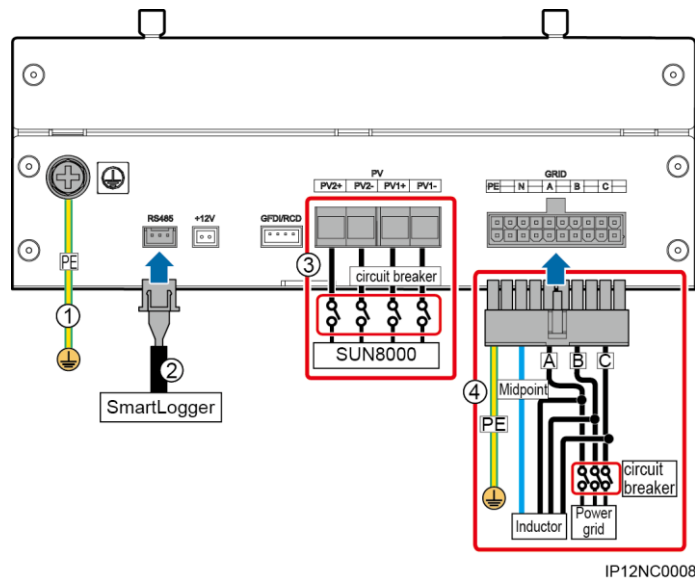 PV
PV2+ PV2- PV1+ PV1-
GRID
PE N A B C
RS485 +12V GFDI/RCD
PE
1
2
SmartLogger
3
circuit breaker
SUN8000
4
A B C
Midpoint
PE
circuit
breaker
Inductor
Power
grid
IP12NC0008